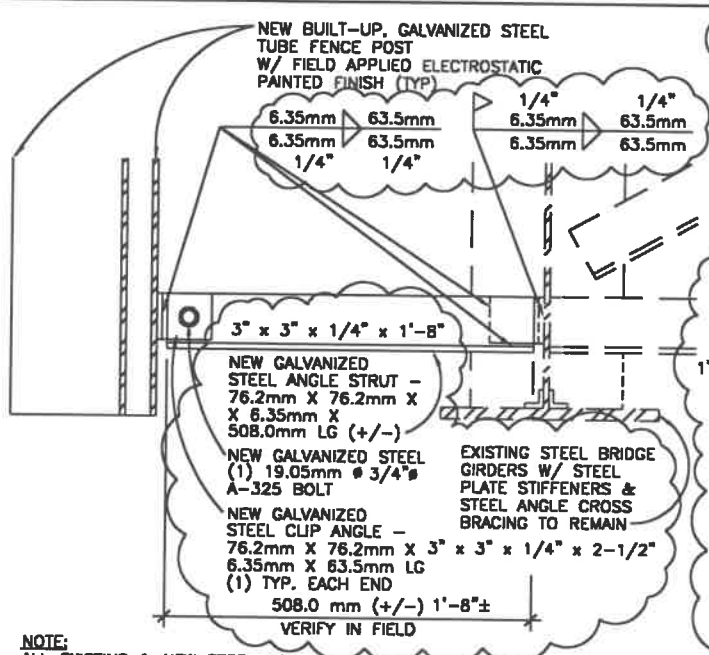 NEW BUILT-UP, GALVANIZED STEEL
TUBE FENCE POST
W/ FIELD APPLIED ELECTROSTATIC
PAINTED FINISH (TYP)
6.35mm 63.5mm
6.35mm 63.5mm
1/4" 1/4"
1/4" 1/4"
6.35mm 63.5mm
6.35mm 63.5mm
3" x 3" x 1/4" x 1'-8"
NEW GALVANIZED
STEEL ANGLE STRUT -
76.2mm X 76.2mm X
X 6.35mm X
508.0mm LG (+/-)
NEW GALVANIZED STEEL
(1) 19.05mm ø 3/4"ø
A-325 BOLT
NEW GALVANIZED
STEEL CLIP ANGLE -
76.2mm X 76.2mm X 3" x 3" x 1/4" x 2-1/2"
6.35mm X 63.5mm LG
(1) TYP. EACH END
EXISTING STEEL BRIDGE
GIRDERS W/ STEEL
PLATE STIFFENERS &
STEEL ANGLE CROSS
BRACING TO REMAIN
508.0 mm (+/-) 1'-8"±
VERIFY IN FIELD
1'
NOTE: